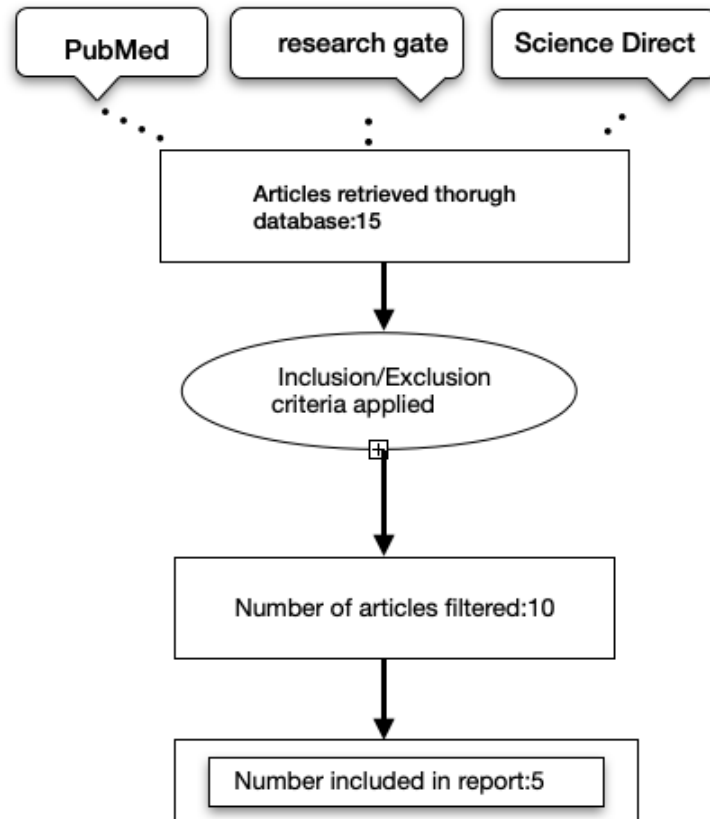 PubMed
research gate
Science Direct
Articles retrieved thorugh
database:15
Inclusion/Exclusion
criteria applied
Number of articles filtered:10
Number included in report:5